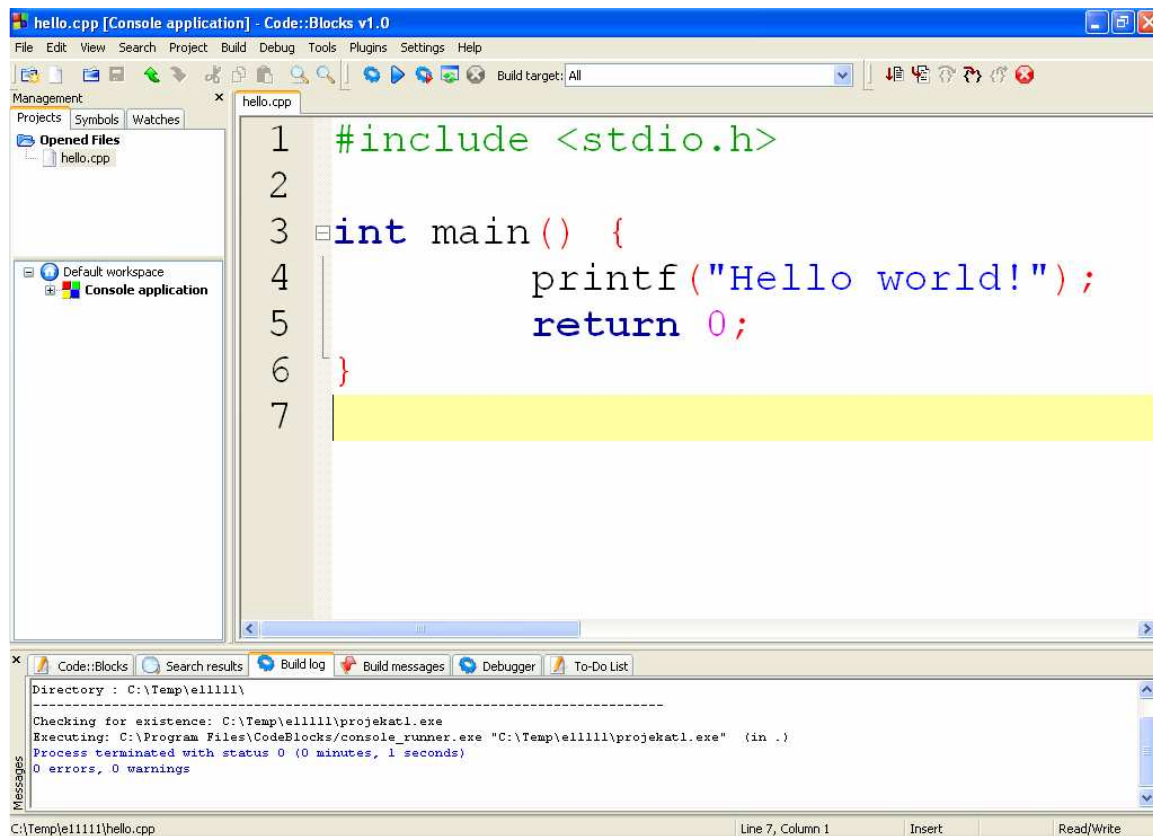 hello.cpp [Console application] - Code::Blocks v1.0
File Edit View Search Project Build Debug Tools Plugins Settings Help
Build target: All
Management
Projects Symbols Watches
Opened Files
hello.cpp
Default workspace
Console application
hello.cpp
1 #include <stdio.h>
2
3 int main() {
4 printf("Hello world!");
5 return 0;
6 }
7
Code::Blocks Search results Build log Build messages Debugger To-Do List
Messages
Directory : C:\Temp\e11111\
--------------------------------------------------------------------------------
Checking for existence: C:\Temp\e11111\projekat1.exe
Executing: C:\Program Files\CodeBlocks/console_runner.exe "C:\Temp\e11111\projekat1.exe" (in .)
Process terminated with status 0 (0 minutes, 1 seconds)
0 errors, 0 warnings
C:\Temp\e11111\hello.cpp Line 7, Column 1 Insert Read/Write